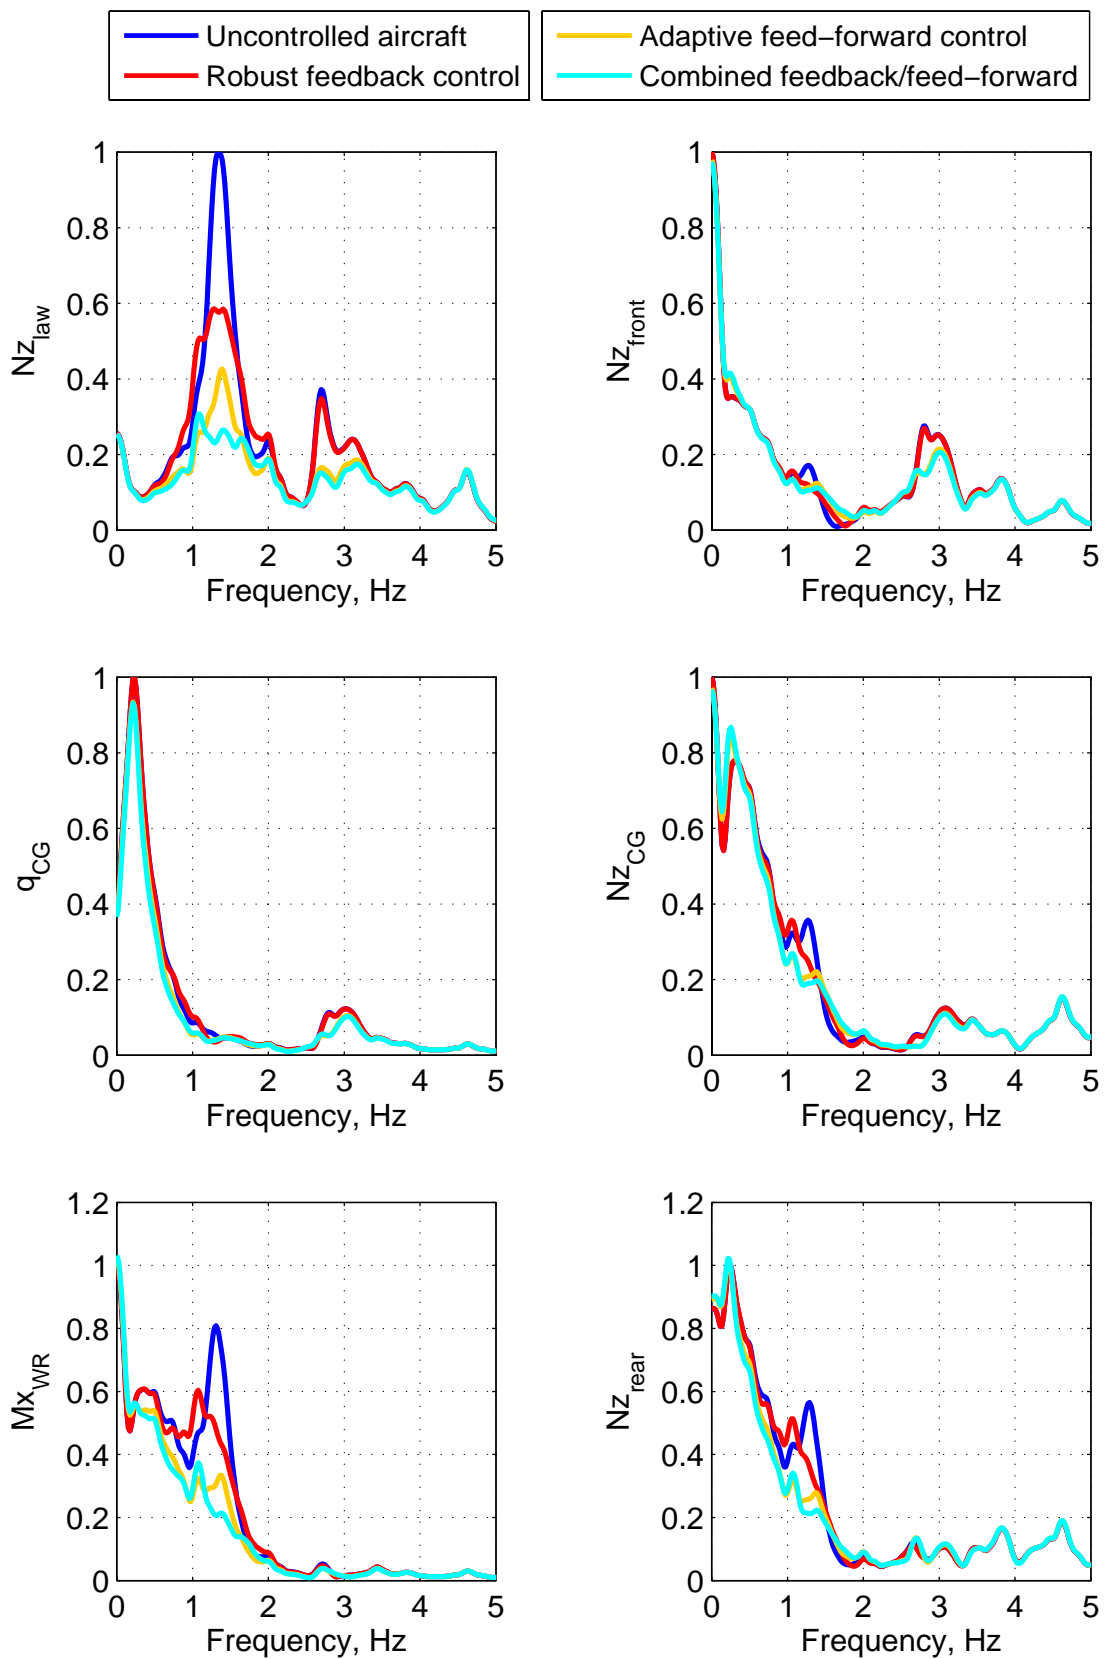 Uncontrolled aircraft
Robust feedback control
Adaptive feed−forward control
Combined feedback/feed−forward
1
0.8
0.6
0.4
0.2
0
0 1 2 3 4 5
Nz_law
Frequency, Hz
1
0.8
0.6
0.4
0.2
0
0 1 2 3 4 5
Nz_front
Frequency, Hz
1
0.8
0.6
0.4
0.2
0
0 1 2 3 4 5
q_CG
Frequency, Hz
1
0.8
0.6
0.4
0.2
0
0 1 2 3 4 5
Nz_CG
Frequency, Hz
1.2
1
0.8
0.6
0.4
0.2
0
0 1 2 3 4 5
Mx_WR
Frequency, Hz
1.2
1
0.8
0.6
0.4
0.2
0
0 1 2 3 4 5
Nz_rear
Frequency, Hz